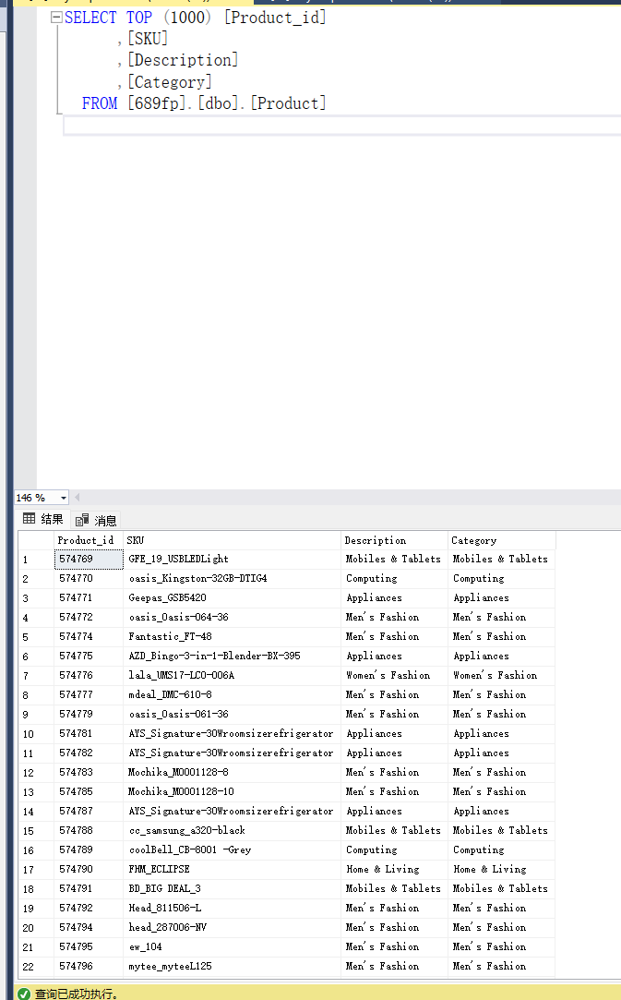 SELECT TOP (1000) [Product_id]
,[SKU]
,[Description]
,[Category]
FROM [689fp].[dbo].[Product]
146 %
结果 消息
Product_id SKU Description Category
1 574769 GFE_19_USBLEDLight Mobiles & Tablets Mobiles & Tablets
2 574770 oasis_Kingston-32GB-DTIG4 Computing Computing
3 574771 Geepas_GSB5420 Appliances Appliances
4 574772 oasis_Oasis-064-36 Men's Fashion Men's Fashion
5 574774 Fantastic_FT-48 Men's Fashion Men's Fashion
6 574775 AZD_Bingo-3-in-1-Blender-BX-395 Appliances Appliances
7 574776 lala_UMS17-LCO-006A Women's Fashion Women's Fashion
8 574777 mdeal_DMC-610-8 Men's Fashion Men's Fashion
9 574779 oasis_Oasis-061-36 Men's Fashion Men's Fashion
10 574781 AYS_Signature-30Wroomsizerefrigerator Appliances Appliances
11 574782 AYS_Signature-30Wroomsizerefrigerator Appliances Appliances
12 574783 Mochika_M0001128-8 Men's Fashion Men's Fashion
13 574785 Mochika_M0001128-10 Men's Fashion Men's Fashion
14 574787 AYS_Signature-30Wroomsizerefrigerator Appliances Appliances
15 574788 cc_samsung_a320-black Mobiles & Tablets Mobiles & Tablets
16 574789 coolBell_CB-8001 -Grey Computing Computing
17 574790 FHM_ECLIPSE Home & Living Home & Living
18 574791 BD_BIG DEAL_3 Mobiles & Tablets Mobiles & Tablets
19 574792 Head_811506-L Men's Fashion Men's Fashion
20 574794 head_287006-NV Men's Fashion Men's Fashion
21 574795 ew_104 Men's Fashion Men's Fashion
22 574796 mytee_myteeL125 Men's Fashion Men's Fashion
查询已成功执行。